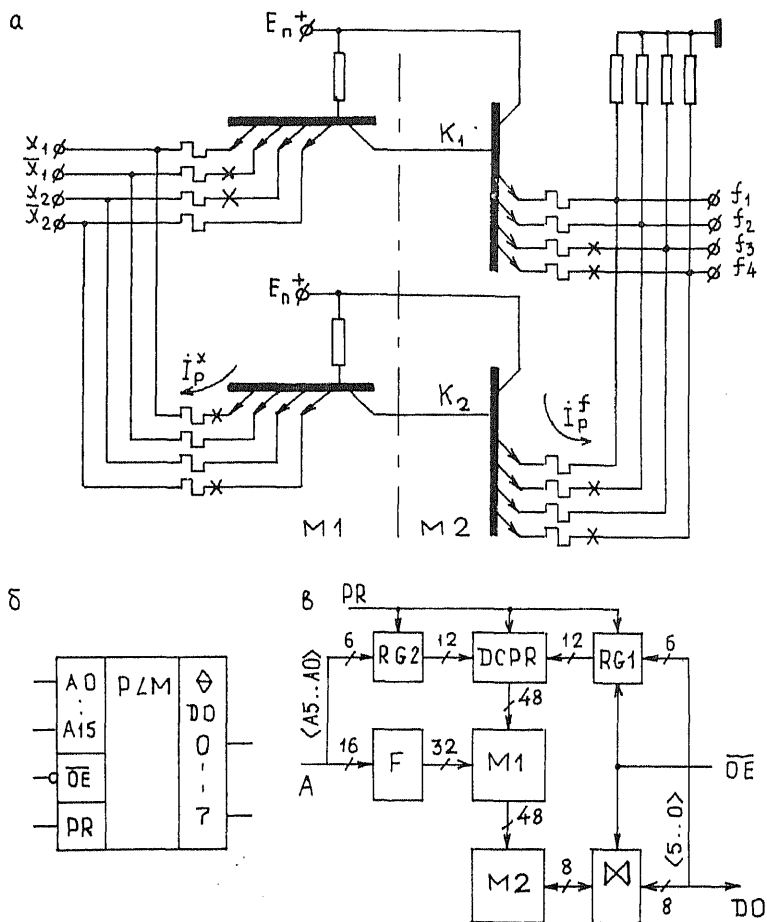 а
Eп +
x1
x̄1
x2
x̄2
K1
f1
f2
f3
f4
Eп +
İp^x
K2
İp^f
M1 M2
б
A0
⋮
A15
OE
PR
PLM
DO
0
7
в
PR
6 RG2 12 DCPR 12 RG1 6
<A5..A0>
48
A 16 F 32 M1
OE
48
<5..0>
M2 8 8 DO